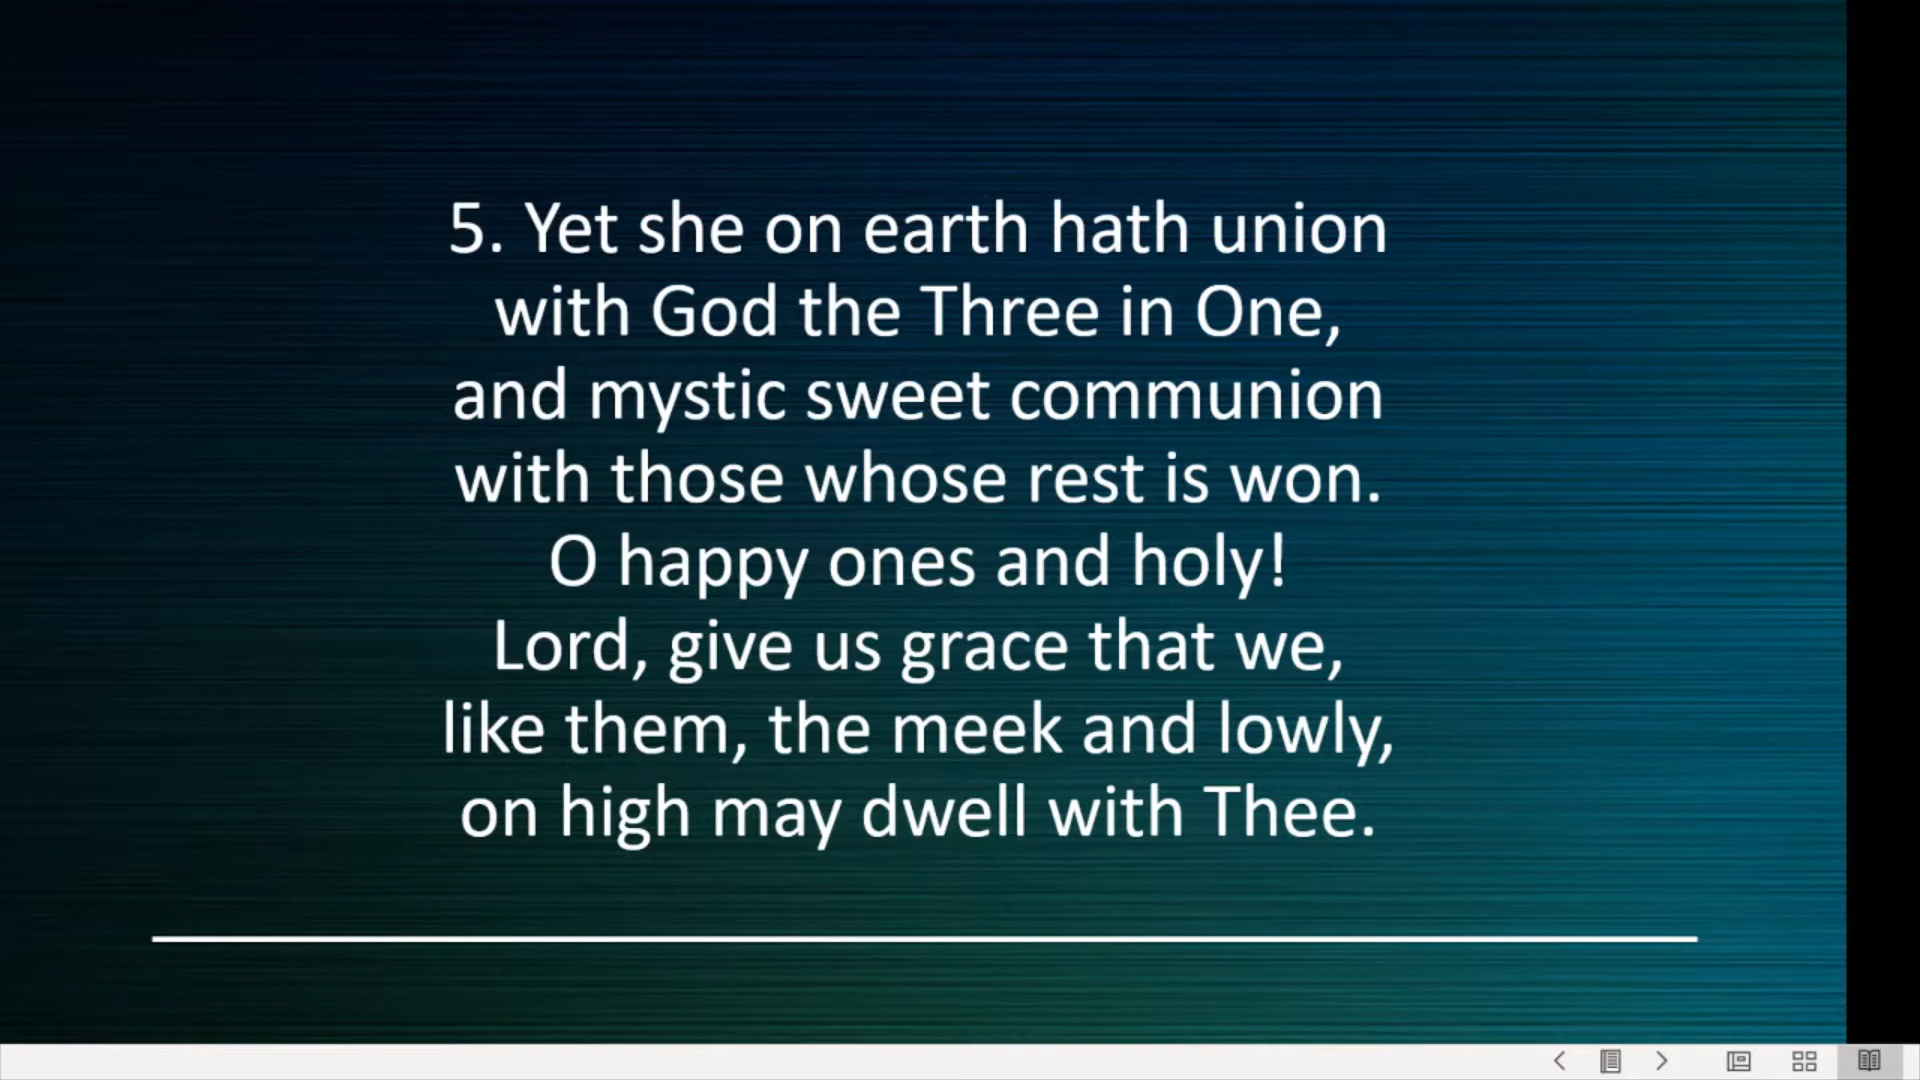 5. Yet she on earth hath union
with God the Three in One,
and mystic sweet communion
with those whose rest is won.
O happy ones and holy!
Lord, give us grace that we,
like them, the meek and lowly,
on high may dwell with Thee.